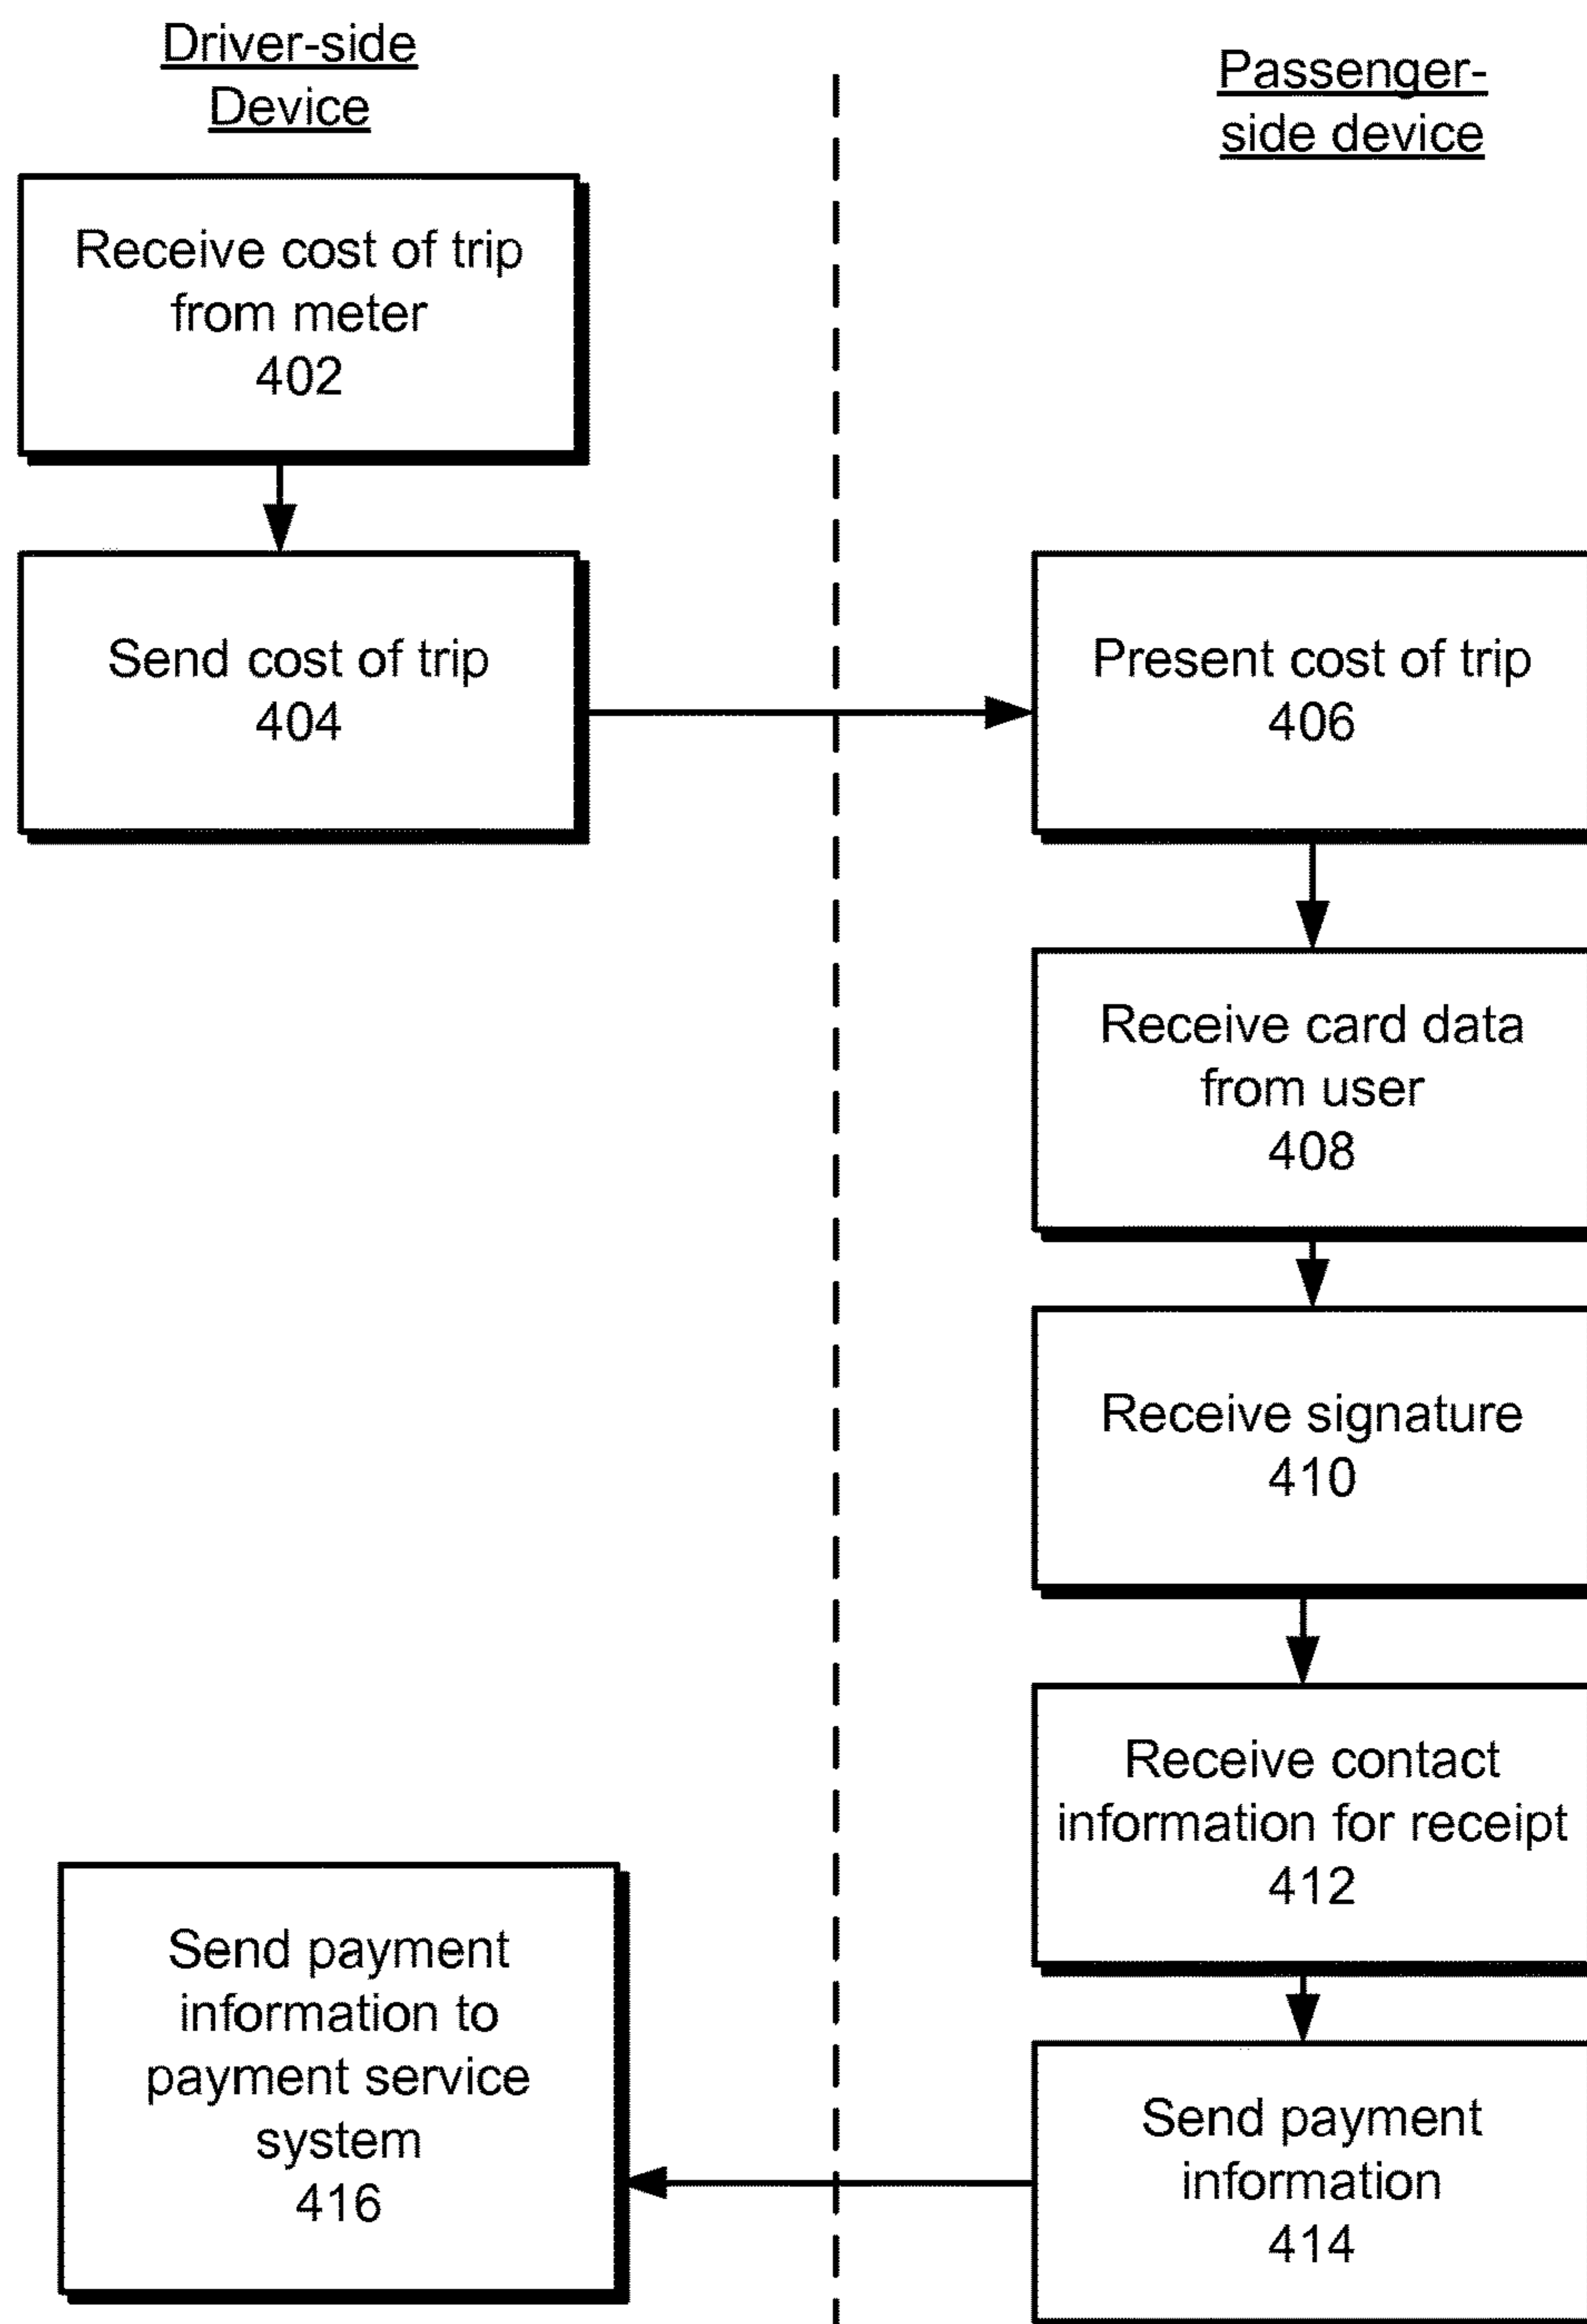 Driver-side
Device
Passenger-
side device
Receive cost of trip
from meter
402
Send cost of trip
404
Present cost of trip
406
Receive card data
from user
408
Receive signature
410
Receive contact
information for receipt
412
Send payment
information
414
Send payment
information to
payment service
system
416